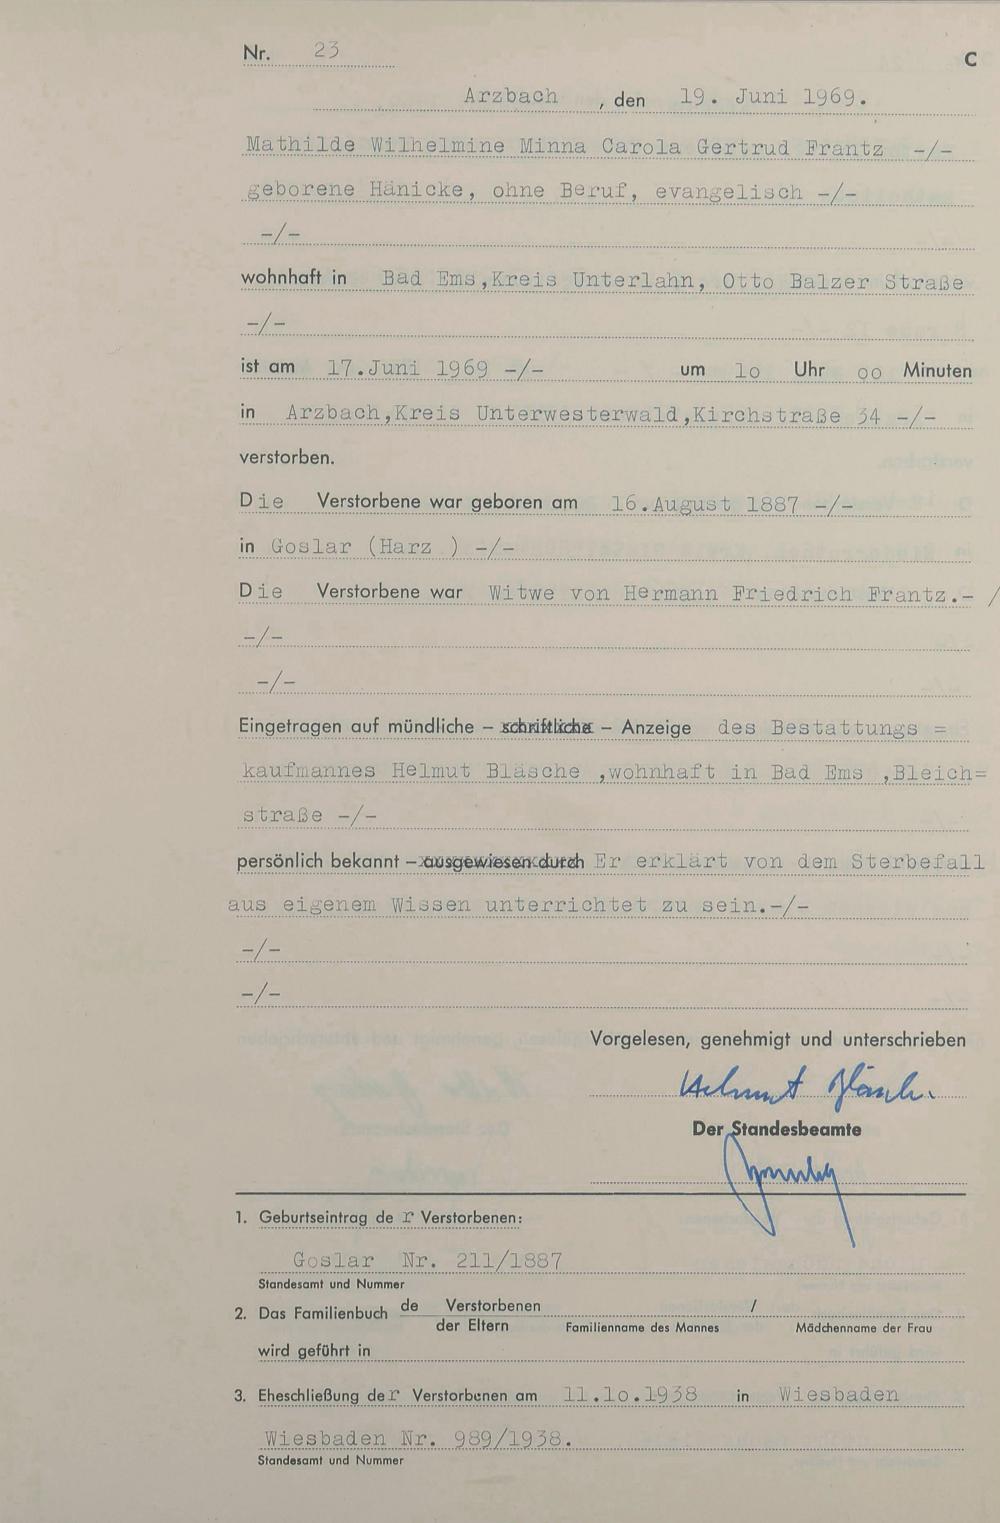 Nr. 23
C
Arzbach , den 19. Juni 1969.
Mathilde Wilhelmine Minna Carola Gertrud Frantz -/-
geborene Hänicke, ohne Beruf, evangelisch -/-
-/-
wohnhaft in Bad Ems,Kreis Unterlahn, Otto Balzer Straße
-/-
ist am 17.Juni 1969 -/- um 1o Uhr oo Minuten
in Arzbach,Kreis Unterwesterwald,Kirchstraße 34 -/-
verstorben.
Die Verstorbene war geboren am 16.August 1887 -/-
in Goslar (Harz ) -/-
Die Verstorbene war Witwe von Hermann Friedrich Frantz.- /
-/-
-/-
Eingetragen auf mündliche – schriftliche – Anzeige des Bestattungs =
kaufmannes Helmut Bläsche ,wohnhaft in Bad Ems ,Bleich=
straße -/-
persönlich bekannt – ausgewiesen durch Er erklärt von dem Sterbefall
aus eigenem Wissen unterrichtet zu sein.-/-
-/-
-/-
Vorgelesen, genehmigt und unterschrieben
Helmut Bläsch.
Der Standesbeamte
1. Geburtseintrag de r Verstorbenen:
Goslar Nr. 211/1887
Standesamt und Nummer
2. Das Familienbuch de Verstorbenen /
der Eltern Familienname des Mannes Mädchenname der Frau
wird geführt in
3. Eheschließung der Verstorbenen am 11.1o.1938 in Wiesbaden
Wiesbaden Nr. 989/1938.
Standesamt und Nummer